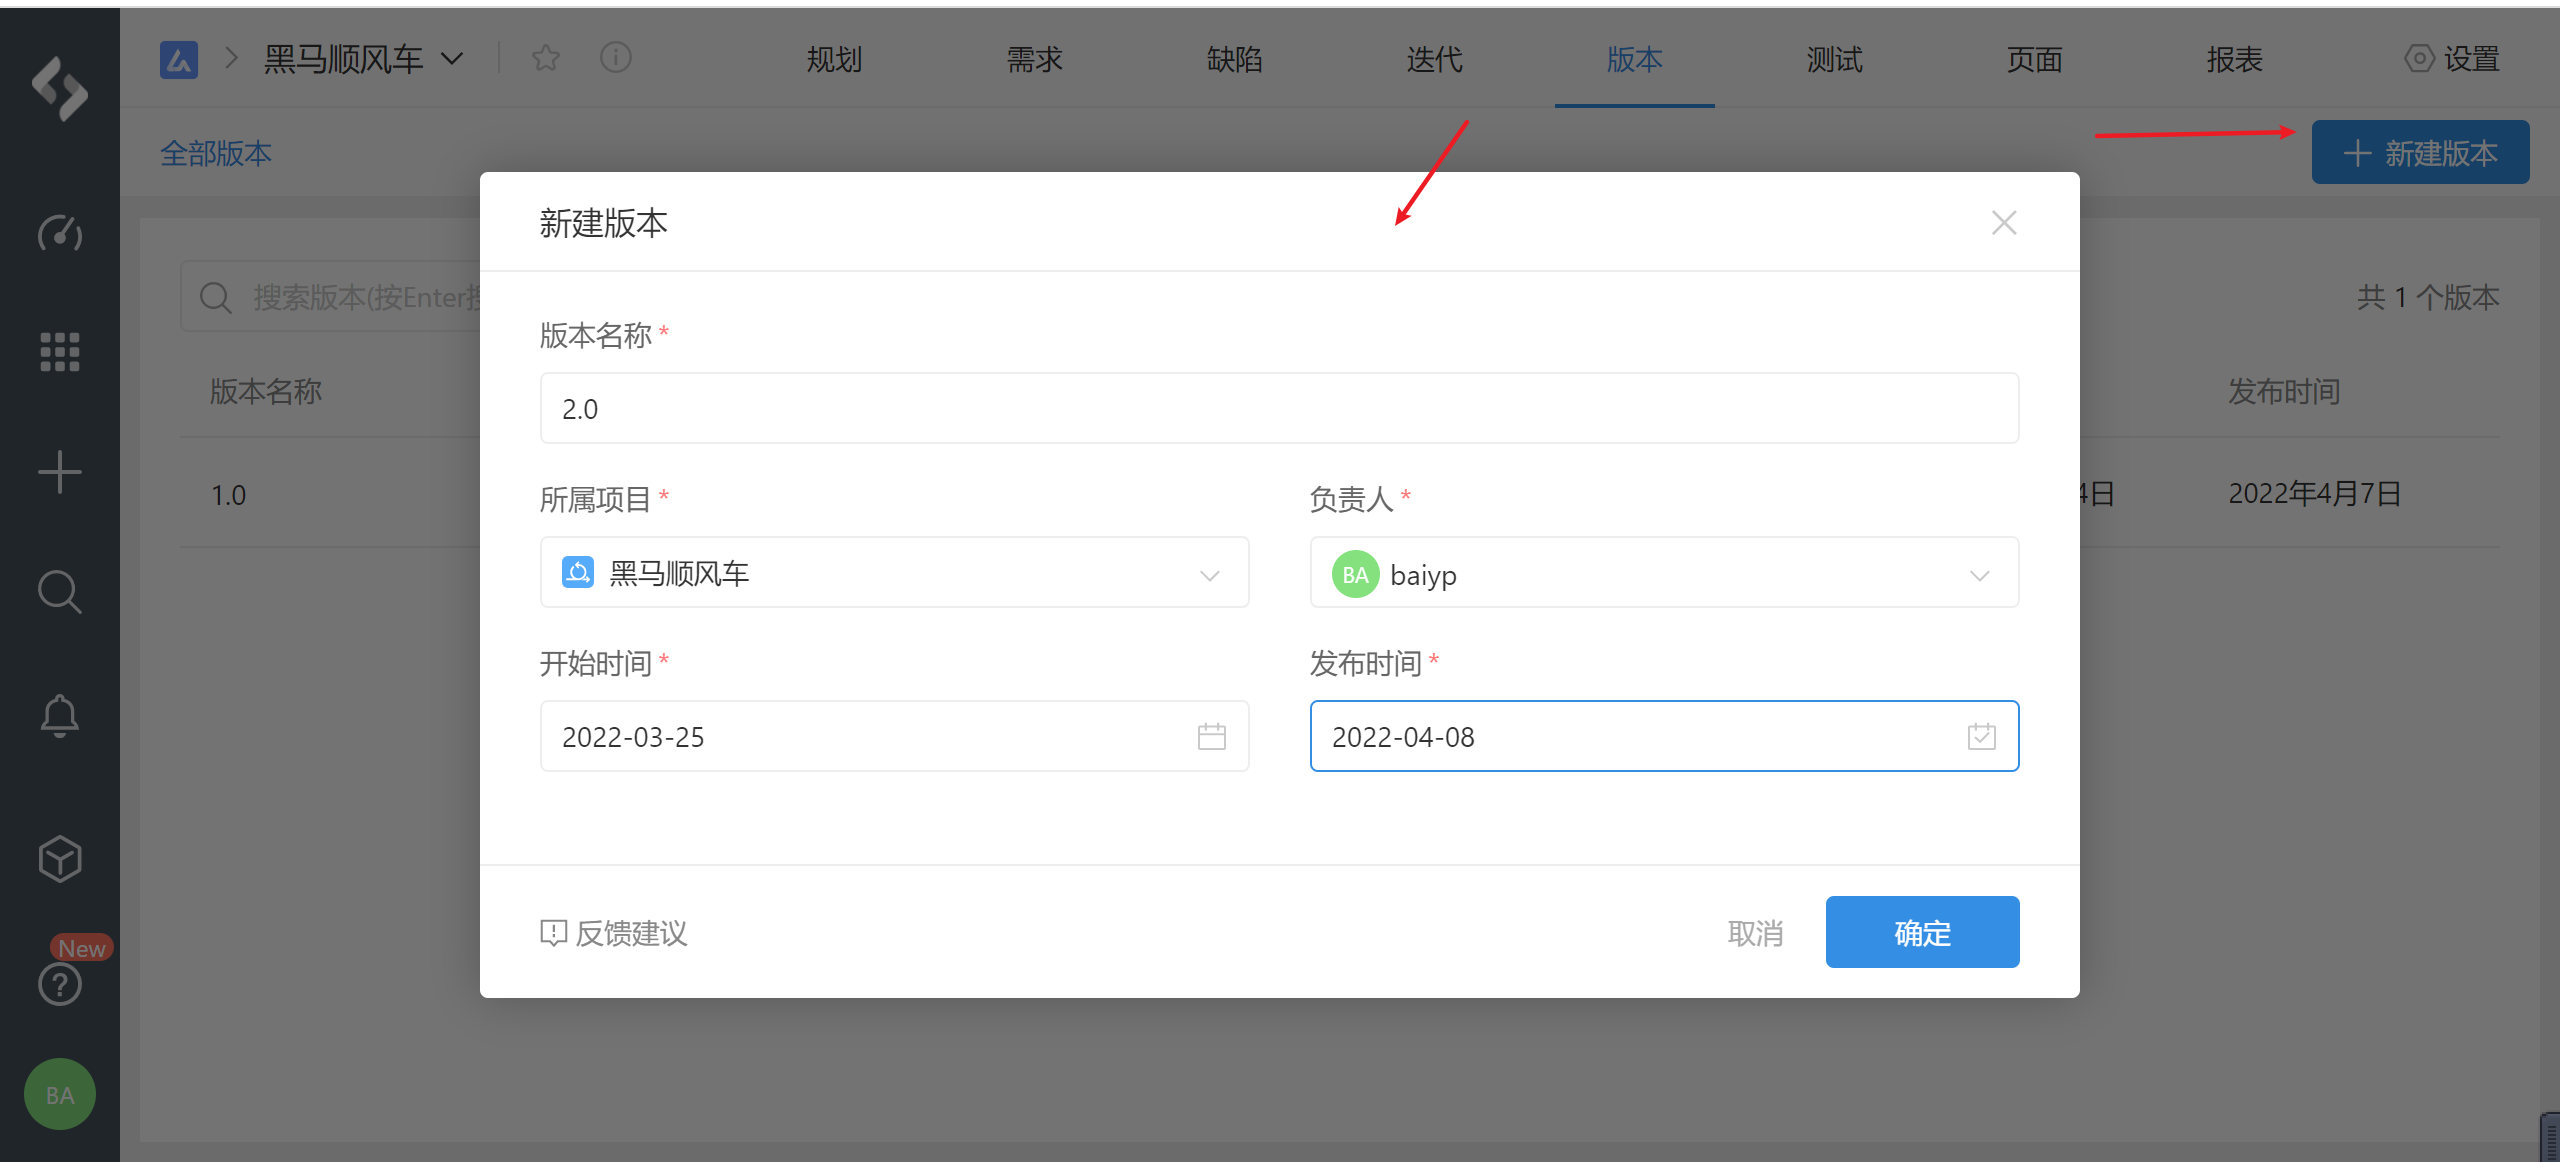 黑马顺风车
规划
需求
缺陷
迭代
版本
测试
页面
报表
设置
全部版本
新建版本
新建版本
搜索版本(按Enter
共 1 个版本
版本名称 *
版本名称
发布时间
2.0
1.0
4日
2022年4月7日
所属项目 *
负责人 *
黑马顺风车
BA baiyp
开始时间 *
发布时间 *
2022-03-25
2022-04-08
反馈建议
取消
确定
New
?
BA